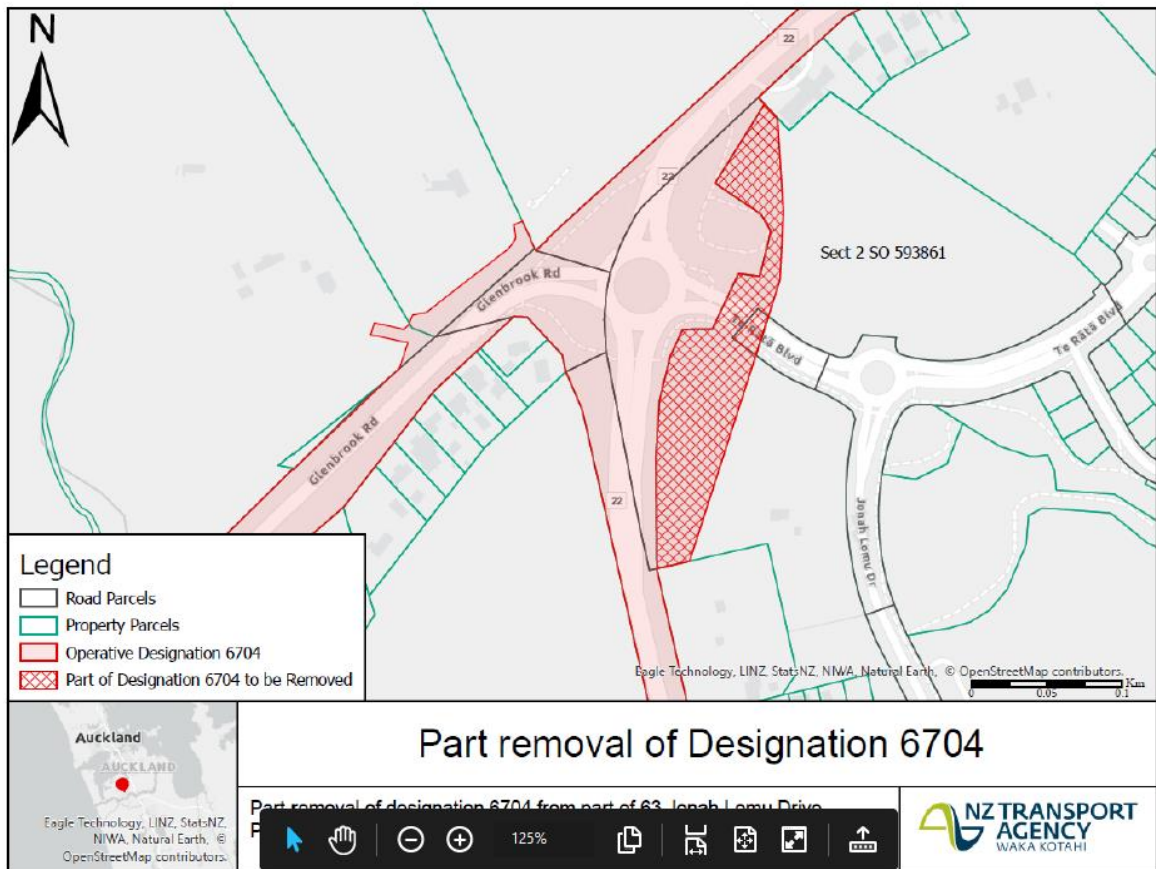 N
22
22
Sect 2 SO 593861
Glenbrook Rd
Te Rātā Blvd
Te Rātā Blvd
Glenbrook Rd
22
Jonah Lomu Dr
Legend
Road Parcels
Property Parcels
Operative Designation 6704
Part of Designation 6704 to be Removed
Eagle Technology, LINZ, StatsNZ, NIWA, Natural Earth, © OpenStreetMap contributors.
Km
0 0.05 0.1
Auckland
AUCKLAND
Eagle Technology, LINZ, StatsNZ,
NIWA, Natural Earth, ©
OpenStreetMap contributors.
Part removal of Designation 6704
Part removal of designation 6704 from part of 63 Jonah Lomu Drive
125%
NZ TRANSPORT
AGENCY
WAKA KOTAHI